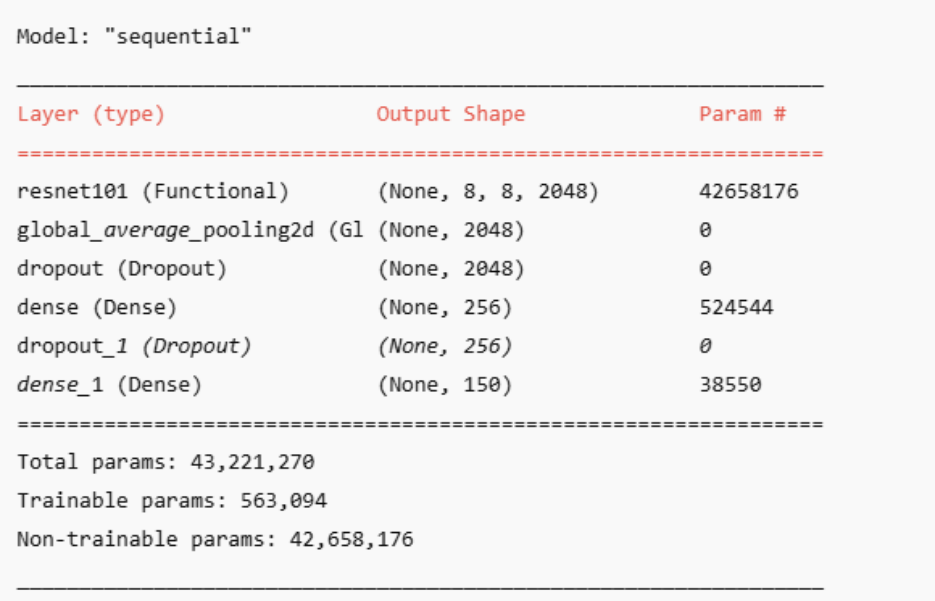 Model: "sequential"
_________________________________________________________________
Layer (type)                 Output Shape              Param #
=================================================================
resnet101 (Functional)       (None, 8, 8, 2048)        42658176
global_average_pooling2d (Gl (None, 2048)              0
dropout (Dropout)            (None, 2048)              0
dense (Dense)                (None, 256)               524544
dropout_1 (Dropout)          (None, 256)               0
dense_1 (Dense)              (None, 150)               38550
=================================================================
Total params: 43,221,270
Trainable params: 563,094
Non-trainable params: 42,658,176
_________________________________________________________________